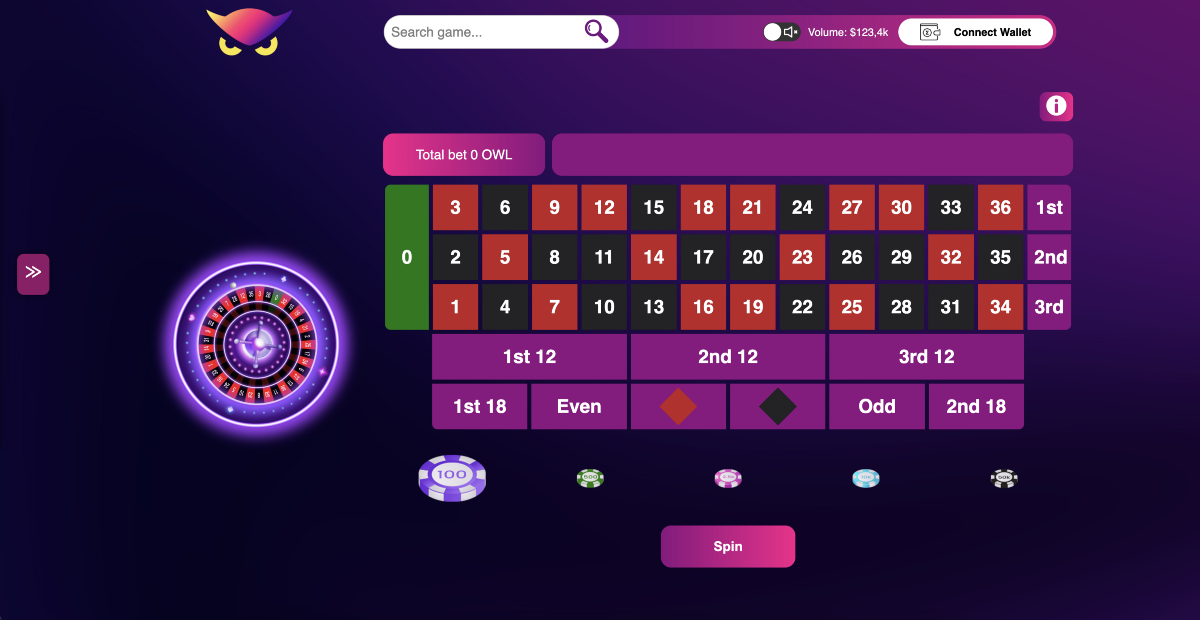 Search game...
Volume: $123,4k
Connect Wallet
Total bet 0 OWL
3 6 9 12 15 18 21 24 27 30 33 36 1st
0 2 5 8 11 14 17 20 23 26 29 32 35 2nd
1 4 7 10 13 16 19 22 25 28 31 34 3rd
1st 12 2nd 12 3rd 12
1st 18 Even Odd 2nd 18
100
Spin